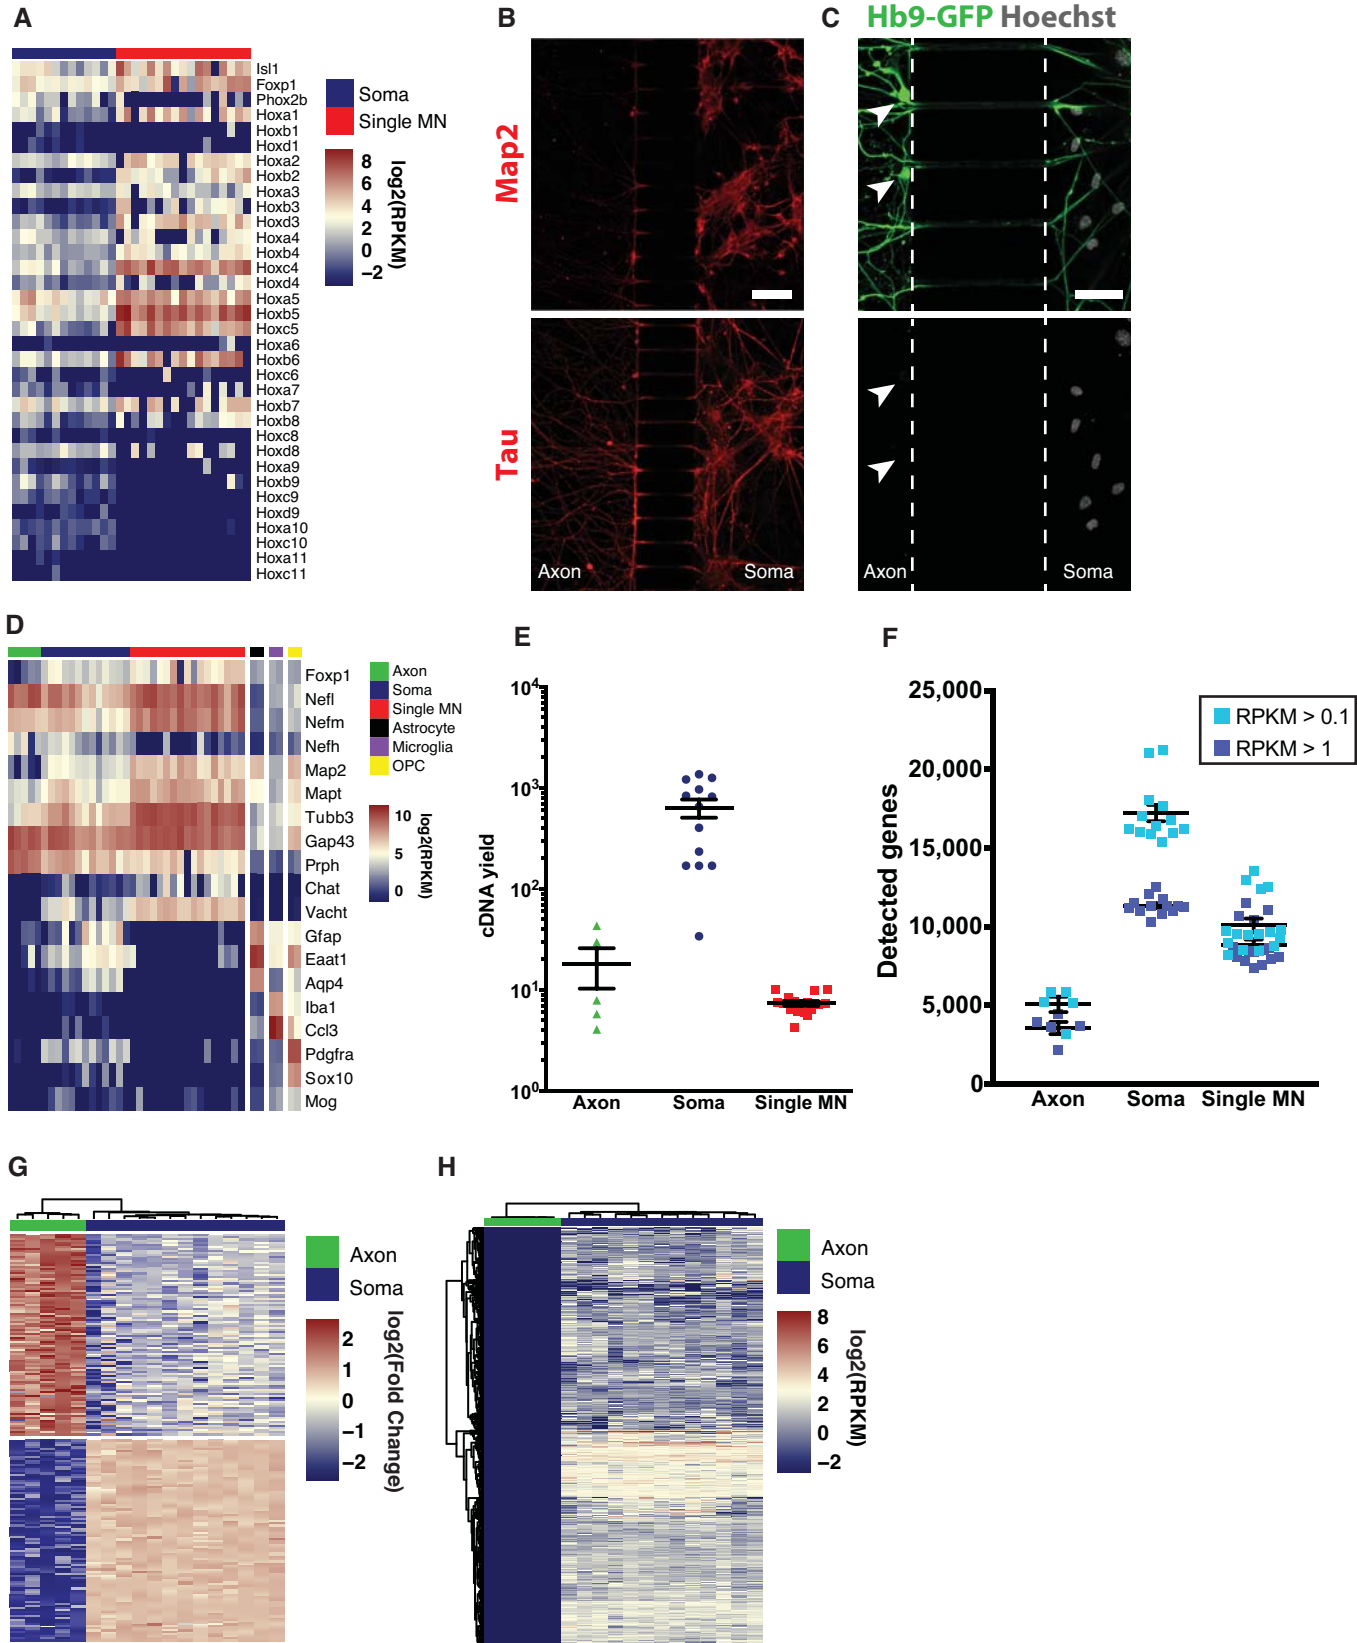 A
Isl1
Foxp1
Phox2b
Hoxa1
Hoxb1
Hoxd1
Hoxa2
Hoxb2
Hoxa3
Hoxb3
Hoxd3
Hoxa4
Hoxb4
Hoxc4
Hoxd4
Hoxa5
Hoxb5
Hoxc5
Hoxa6
Hoxb6
Hoxc6
Hoxa7
Hoxb7
Hoxb8
Hoxc8
Hoxd8
Hoxa9
Hoxb9
Hoxc9
Hoxd9
Hoxa10
Hoxc10
Hoxa11
Hoxc11
Soma
Single MN
8
6
4
2
0
−2
log2(RPKM)
B
Map2
Tau
Axon
Soma
C
Hb9-GFP Hoechst
Axon
Soma
D
Foxp1
Nefl
Nefm
Nefh
Map2
Mapt
Tubb3
Gap43
Prph
Chat
Vacht
Gfap
Eaat1
Aqp4
Iba1
Ccl3
Pdgfra
Sox10
Mog
Axon
Soma
Single MN
Astrocyte
Microglia
OPC
10
5
0
log2(RPKM)
E
cDNA yield
10⁴
10³
10²
10¹
10⁰
Axon Soma Single MN
F
Detected genes
25,000
20,000
15,000
10,000
5,000
0
RPKM > 0.1
RPKM > 1
Axon Soma Single MN
G
Axon
Soma
2
1
0
−1
−2
log2(Fold Change)
H
Axon
Soma
8
6
4
2
0
−2
log2(RPKM)